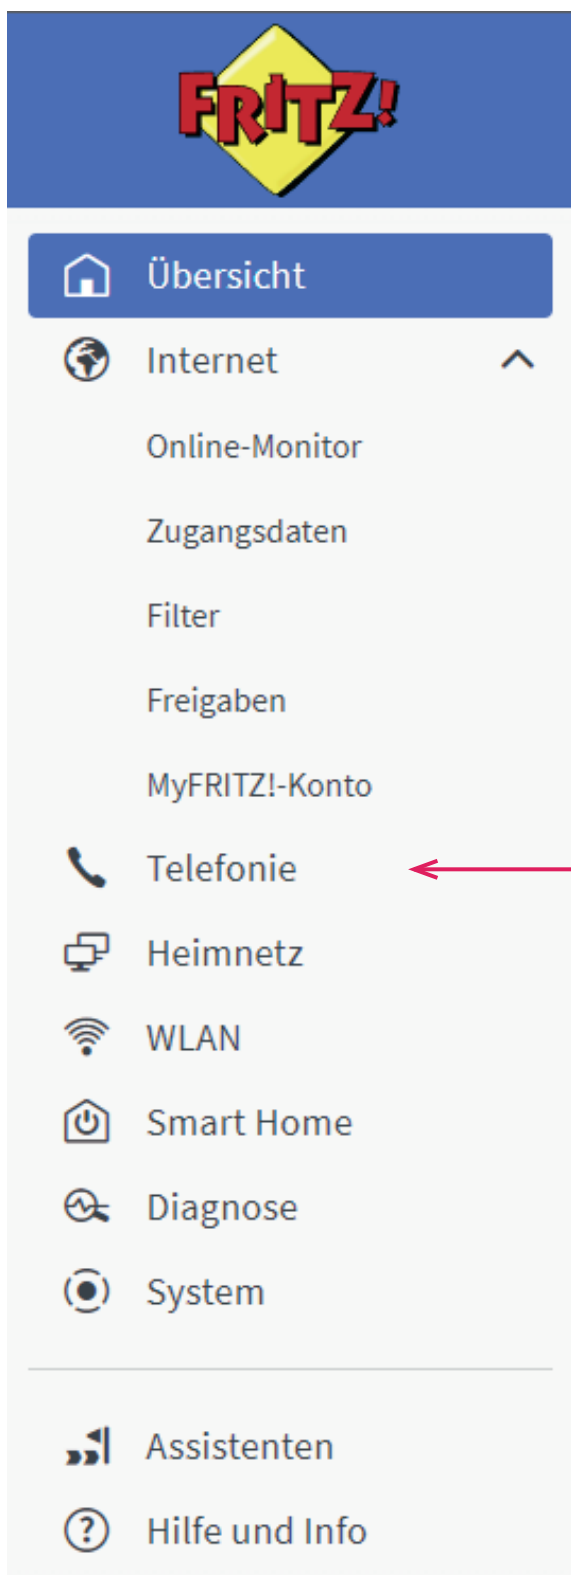 FRITZ!
Übersicht
Internet
Online-Monitor
Zugangsdaten
Filter
Freigaben
MyFRITZ!-Konto
Telefonie
Heimnetz
WLAN
Smart Home
Diagnose
System
Assistenten
Hilfe und Info